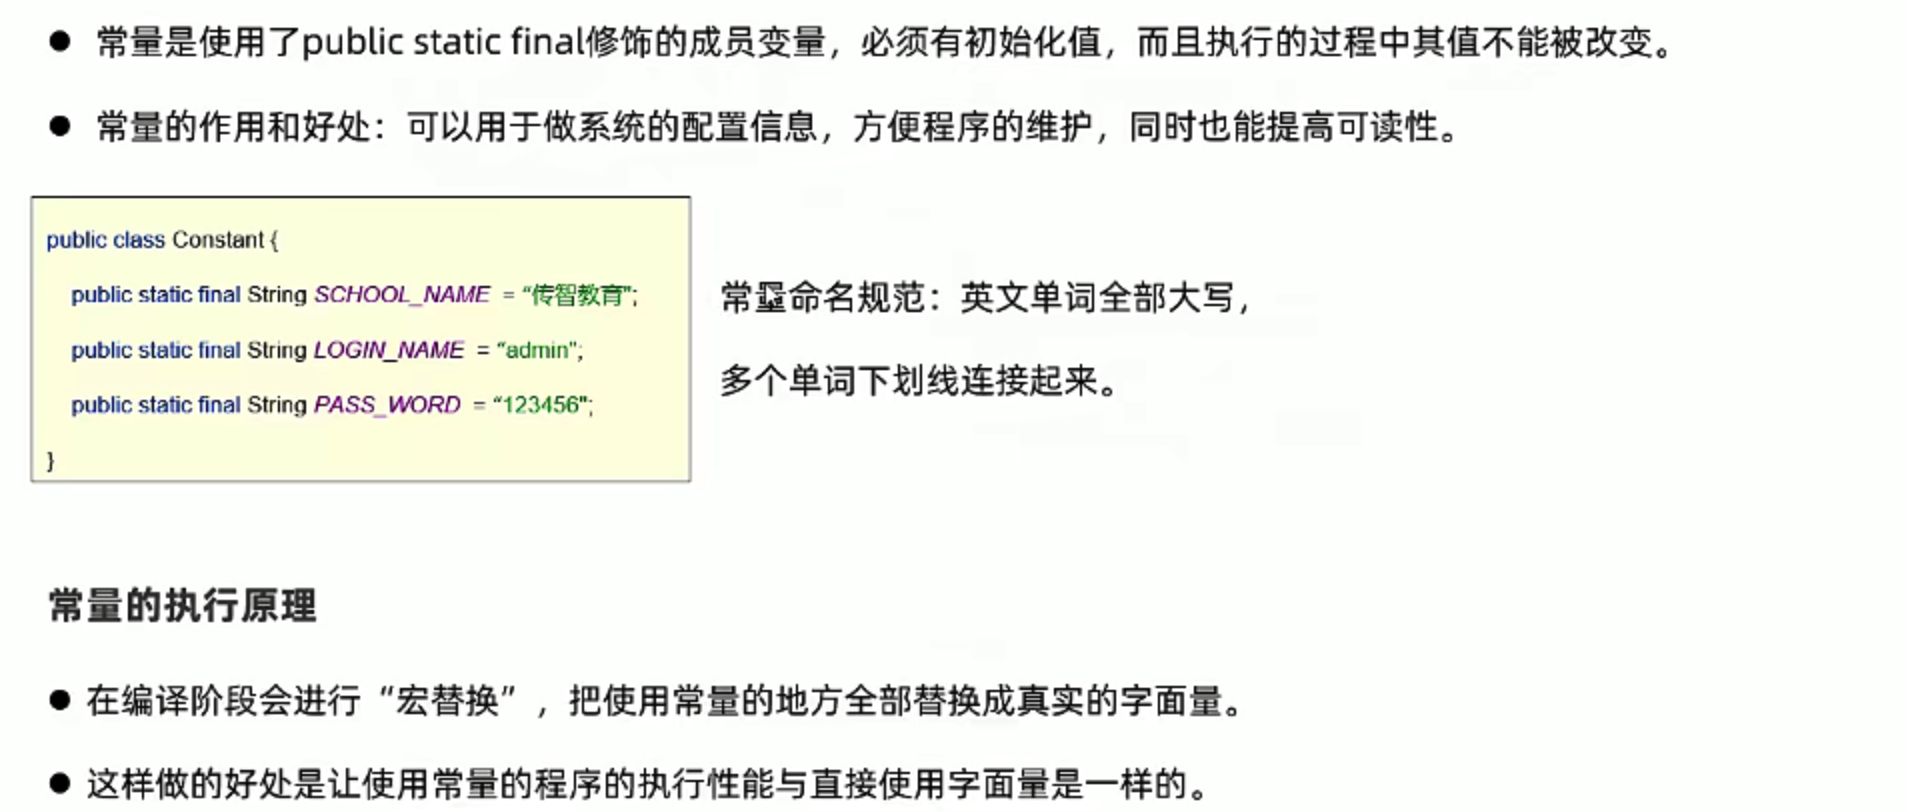 ● 常量是使用了public static final修饰的成员变量，必须有初始化值，而且执行的过程中其值不能被改变。
● 常量的作用和好处：可以用于做系统的配置信息，方便程序的维护，同时也能提高可读性。
public class Constant {
public static final String SCHOOL_NAME = “传智教育";
public static final String LOGIN_NAME = “admin";
public static final String PASS_WORD = “123456";
}
常量命名规范：英文单词全部大写，
多个单词下划线连接起来。
常量的执行原理
● 在编译阶段会进行“宏替换”，把使用常量的地方全部替换成真实的字面量。
● 这样做的好处是让使用常量的程序的执行性能与直接使用字面量是一样的。